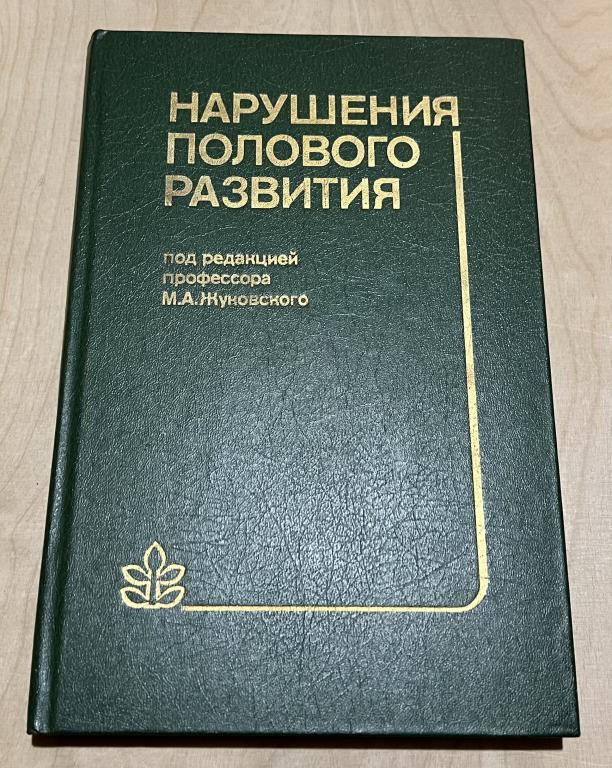 НАРУШЕНИЯ
ПОЛОВОГО
РАЗВИТИЯ
под редакцией
профессора
М.А.Жуковского